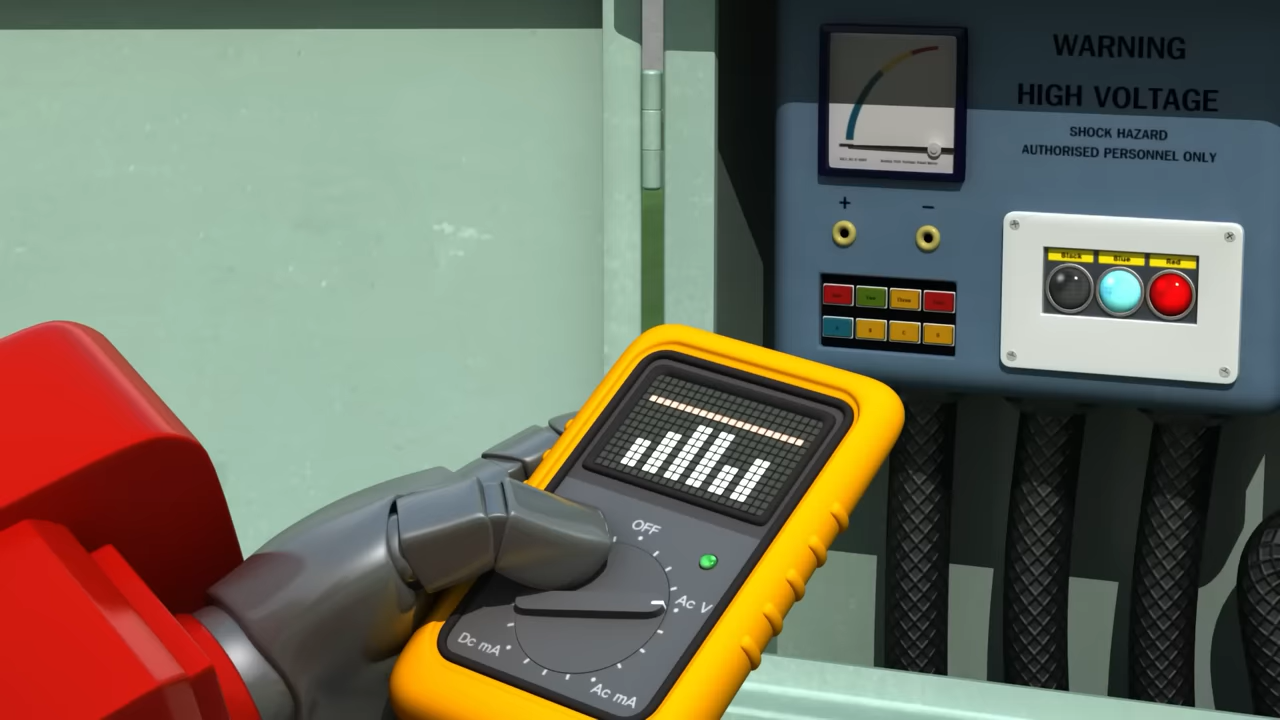 WARNING
HIGH VOLTAGE
SHOCK HAZARD
AUTHORISED PERSONNEL ONLY
+ −
Black Blue Red
OFF
Ac V
Dc mA
Ac mA